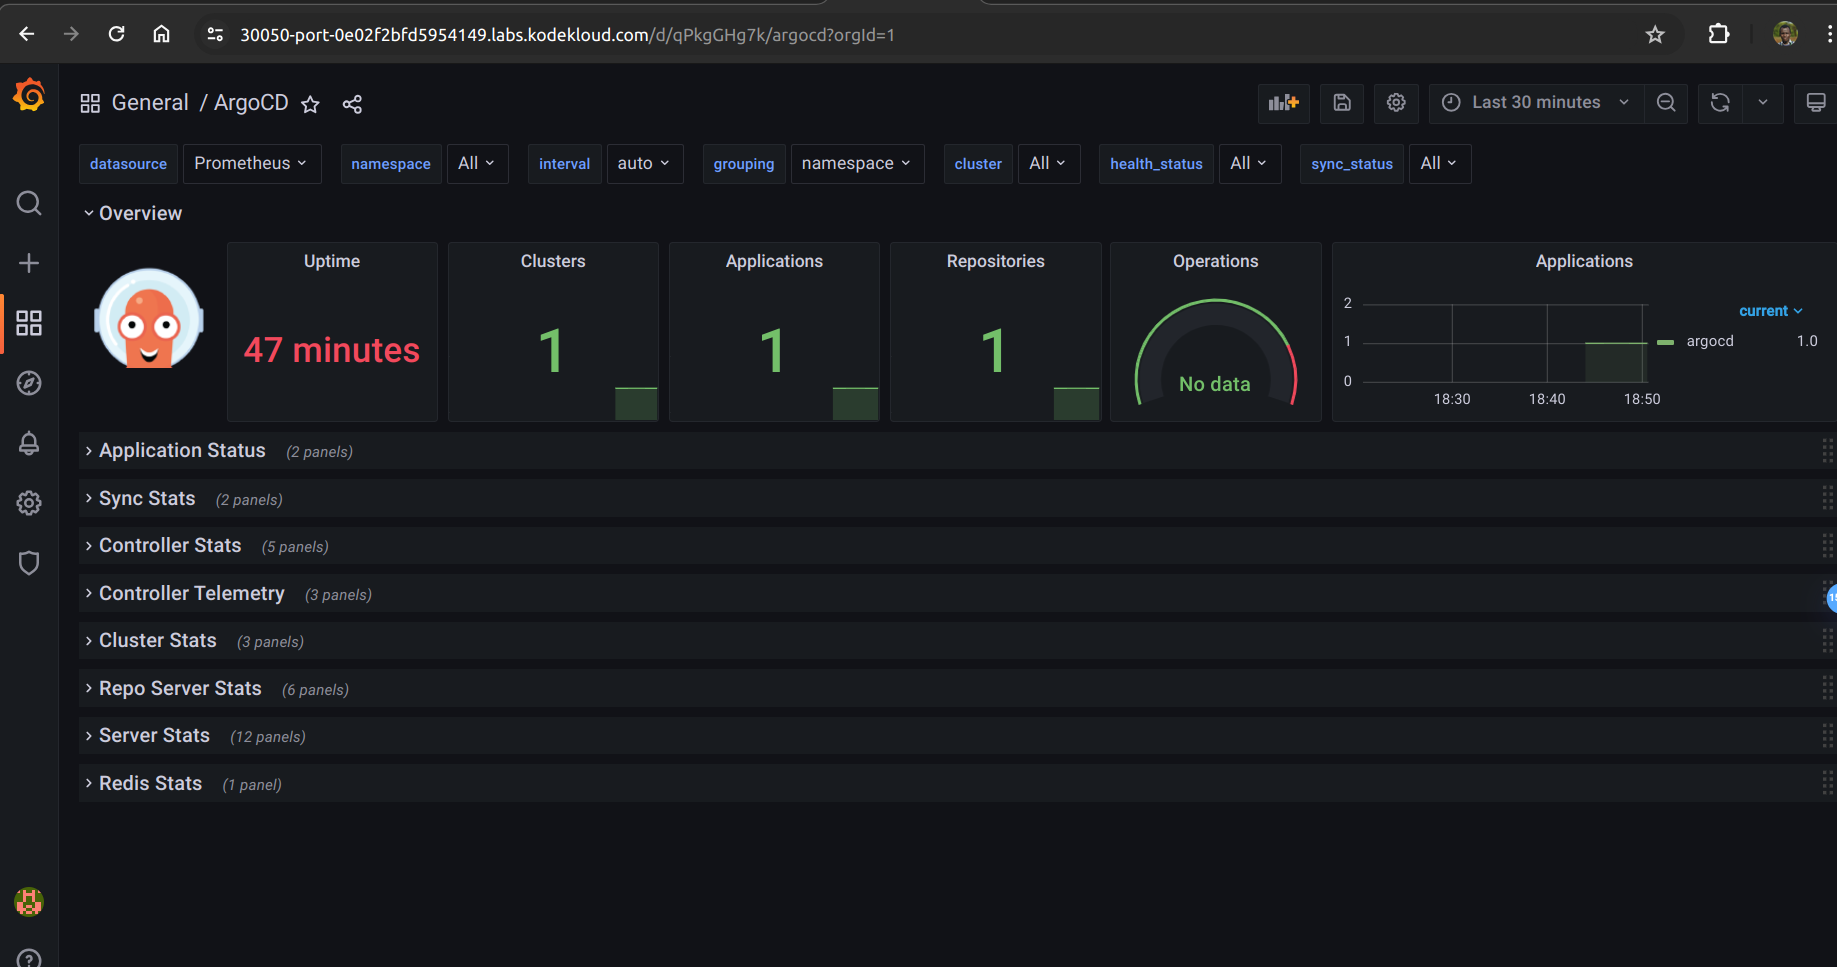 30050-port-0e02f2bfd5954149.labs.kodekloud.com/d/qPkgGHg7k/argocd?orgId=1
General / ArgoCD
Last 30 minutes
datasource Prometheus namespace All interval auto grouping namespace cluster All health_status All sync_status All
Overview
Uptime
47 minutes
Clusters
1
Applications
1
Repositories
1
Operations
No data
Applications
2
1
0
18:30 18:40 18:50
current
argocd 1.0
Application Status (2 panels)
Sync Stats (2 panels)
Controller Stats (5 panels)
Controller Telemetry (3 panels)
Cluster Stats (3 panels)
Repo Server Stats (6 panels)
Server Stats (12 panels)
Redis Stats (1 panel)